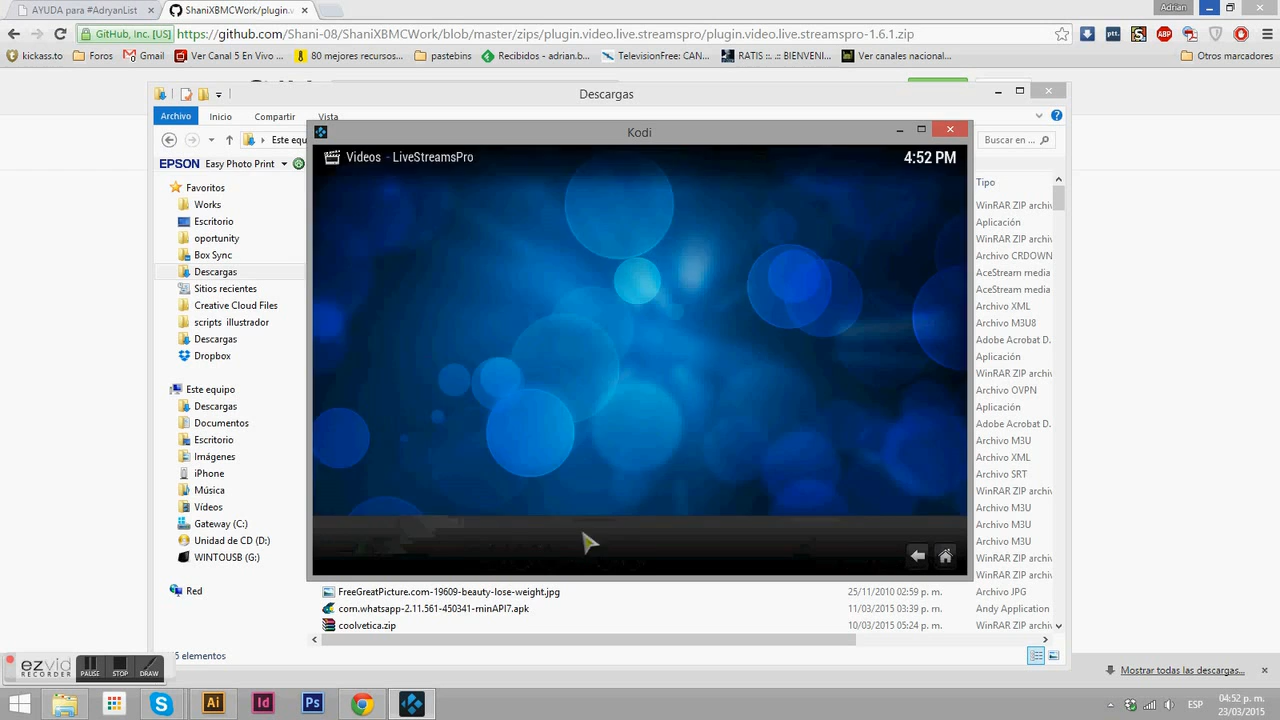 AYUDA para #AdryanList
ShaniXBMCWork/plugin.v
Adrian
GitHub, Inc. [US]
https://github.com/Shani-08/ShaniXBMCWork/blob/master/zips/plugin.video.live.streamspro/plugin.video.live.streamspro-1.6.1.zip
kickass.to
Foros
Gmail
Ver Canal 5 En Vivo ...
80 mejores recursos...
pastebins
Recibidos - adrian.b...
TelevisionFree: CAN...
RATIS ::. ::: BIENVENI...
Ver canales nacional...
Otros marcadores
Descargas
Archivo
Inicio
Compartir
Vista
Este equ
Buscar en ...
EPSON
Easy Photo Print
Kodi
Videos - LiveStreamsPro
4:52 PM
Favoritos
Works
Escritorio
oportunity
Box Sync
Descargas
Sitios recientes
Creative Cloud Files
scripts illustrador
Descargas
Dropbox
Este equipo
Descargas
Documentos
Escritorio
Imágenes
iPhone
Música
Vídeos
Gateway (C:)
Unidad de CD (D:)
WINTOUSB (G:)
Red
Tipo
WinRAR ZIP archiv
Aplicación
WinRAR ZIP archiv
Archivo CRDOWN
AceStream media
AceStream media
Archivo XML
Archivo M3U8
Adobe Acrobat D.
Aplicación
WinRAR ZIP archiv
Archivo OVPN
Aplicación
Adobe Acrobat D.
Archivo M3U
Archivo XML
Archivo SRT
WinRAR ZIP archiv
Archivo M3U
Archivo M3U
Archivo M3U
WinRAR ZIP archiv
WinRAR ZIP archiv
FreeGreatPicture.com-19609-beauty-lose-weight.jpg 25/11/2010 02:59 p. m. Archivo JPG
com.whatsapp-2.11.561-450341-minAPI7.apk 11/03/2015 03:39 p. m. Andy Application
coolvetica.zip 10/03/2015 05:24 p. m. WinRAR ZIP archiv
5 elementos
ezvid
RECORDER
PAUSE
STOP
DRAW
Mostrar todas las descargas...
ESP
04:52 p. m.
23/03/2015